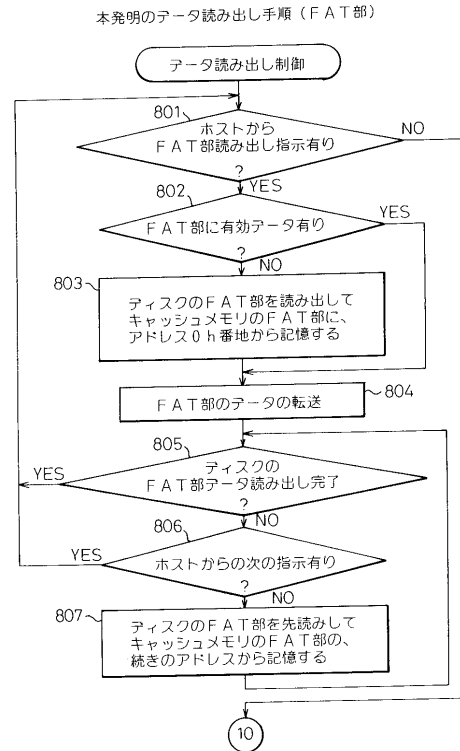 本発明のデータ読み出し手順（ＦＡＴ部）
データ読み出し制御
801
ホストから
ＦＡＴ部読み出し指示有り
？
NO
YES
802
ＦＡＴ部に有効データ有り
？
YES
NO
803
ディスクのＦＡＴ部を読み出して
キャッシュメモリのＦＡＴ部に、
アドレス０ｈ番地から記憶する
ＦＡＴ部のデータの転送
804
805
ディスクの
ＦＡＴ部データ読み出し完了
？
YES
NO
806
ホストからの次の指示有り
？
YES
NO
807
ディスクのＦＡＴ部を先読みして
キャッシュメモリのＦＡＴ部の、
続きのアドレスから記憶する
10